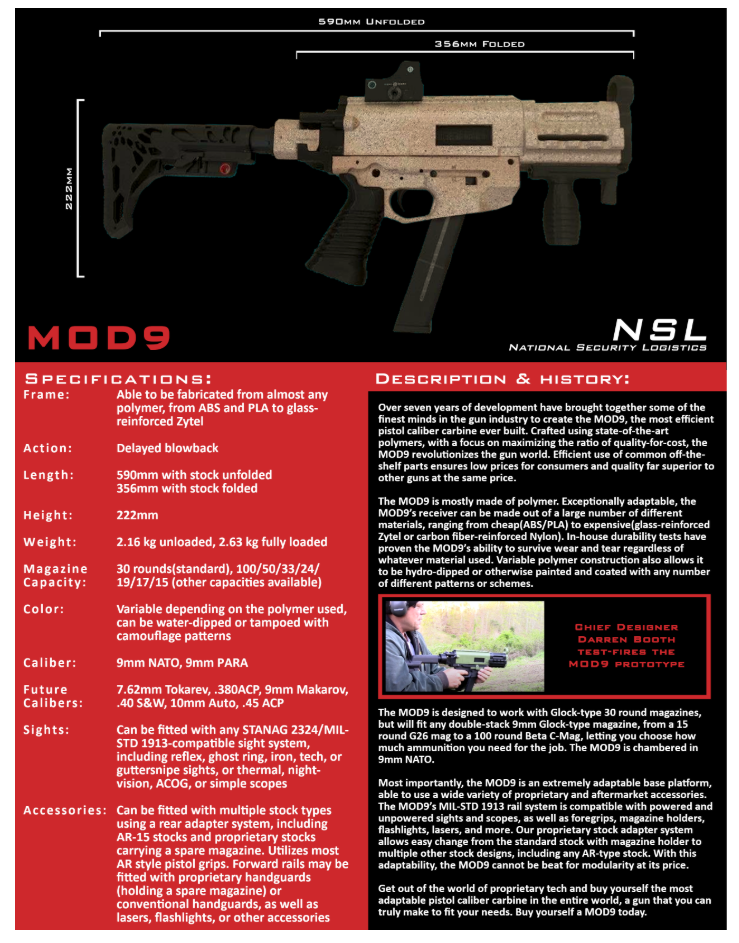 590mm Unfolded
356mm Folded
222mm
MOD9
NSL
National Security Logistics
Specifications:
Frame: Able to be fabricated from almost any
polymer, from ABS and PLA to glass-
reinforced Zytel
Action: Delayed blowback
Length: 590mm with stock unfolded
356mm with stock folded
Height: 222mm
Weight: 2.16 kg unloaded, 2.63 kg fully loaded
Magazine 30 rounds(standard), 100/50/33/24/
Capacity: 19/17/15 (other capacities available)
Color: Variable depending on the polymer used,
can be water-dipped or tampoed with
camouflage patterns
Caliber: 9mm NATO, 9mm PARA
Future 7.62mm Tokarev, .380ACP, 9mm Makarov,
Calibers: .40 S&W, 10mm Auto, .45 ACP
Sights: Can be fitted with any STANAG 2324/MIL-
STD 1913-compatible sight system,
including reflex, ghost ring, iron, tech, or
guttersnipe sights, or thermal, night-
vision, ACOG, or simple scopes
Accessories: Can be fitted with multiple stock types
using a rear adapter system, including
AR-15 stocks and proprietary stocks
carrying a spare magazine. Utilizes most
AR style pistol grips. Forward rails may be
fitted with proprietary handguards
(holding a spare magazine) or
conventional handguards, as well as
lasers, flashlights, or other accessories
Description & history:
Over seven years of development have brought together some of the
finest minds in the gun industry to create the MOD9, the most efficient
pistol caliber carbine ever built. Crafted using state-of-the-art
polymers, with a focus on maximizing the ratio of quality-for-cost, the
MOD9 revolutionizes the gun world. Efficient use of common off-the-
shelf parts ensures low prices for consumers and quality far superior to
other guns at the same price.
The MOD9 is mostly made of polymer. Exceptionally adaptable, the
MOD9's receiver can be made out of a large number of different
materials, ranging from cheap(ABS/PLA) to expensive(glass-reinforced
Zytel or carbon fiber-reinforced Nylon). In-house durability tests have
proven the MOD9's ability to survive wear and tear regardless of
whatever material used. Variable polymer construction also allows it
to be hydro-dipped or otherwise painted and coated with any number
of different patterns or schemes.
Chief Designer
Darren Booth
test-fires the
MOD9 prototype
The MOD9 is designed to work with Glock-type 30 round magazines,
but will fit any double-stack 9mm Glock-type magazine, from a 15
round G26 mag to a 100 round Beta C-Mag, letting you choose how
much ammunition you need for the job. The MOD9 is chambered in
9mm NATO.
Most importantly, the MOD9 is an extremely adaptable base platform,
able to use a wide variety of proprietary and aftermarket accessories.
The MOD9's MIL-STD 1913 rail system is compatible with powered and
unpowered sights and scopes, as well as foregrips, magazine holders,
flashlights, lasers, and more. Our proprietary stock adapter system
allows easy change from the standard stock with magazine holder to
multiple other stock designs, including any AR-type stock. With this
adaptability, the MOD9 cannot be beat for modularity at its price.
Get out of the world of proprietary tech and buy yourself the most
adaptable pistol caliber carbine in the entire world, a gun that you can
truly make to fit your needs. Buy yourself a MOD9 today.